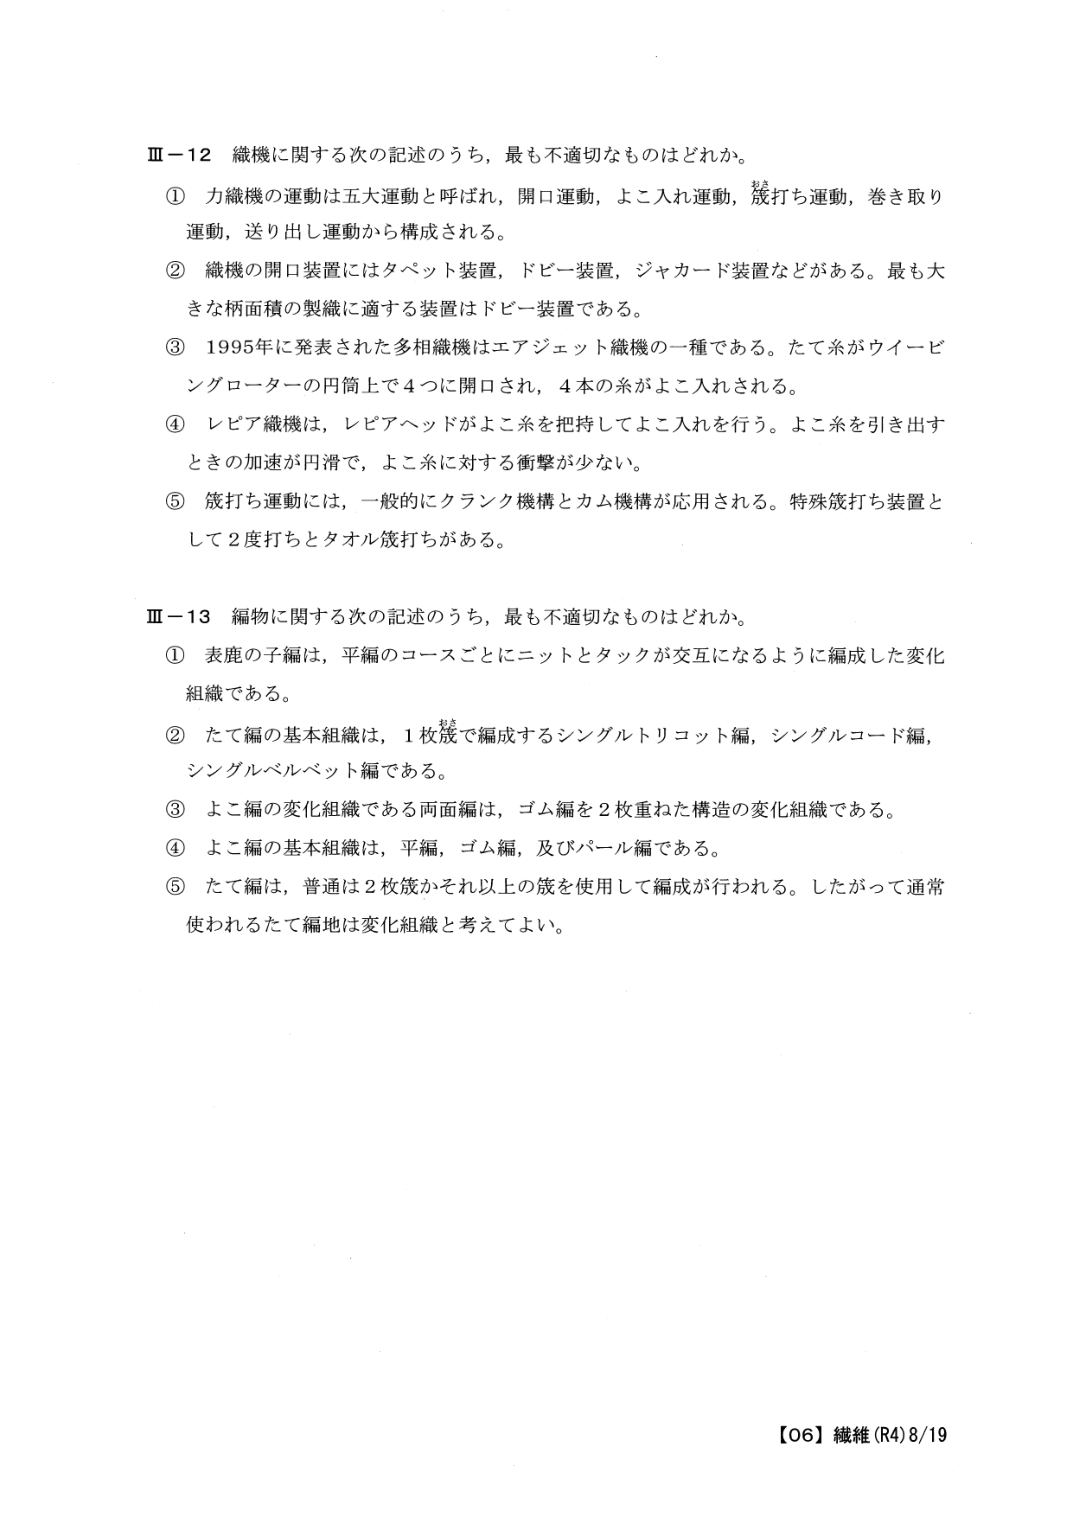 Ⅲ－12　織機に関する次の記述のうち，最も不適切なものはどれか。
①　力織機の運動は五大運動と呼ばれ，開口運動，よこ入れ運動，筬打ち運動，巻き取り
運動，送り出し運動から構成される。
②　織機の開口装置にはタペット装置，ドビー装置，ジャカード装置などがある。最も大
きな柄面積の製織に適する装置はドビー装置である。
③　1995年に発表された多相織機はエアジェット織機の一種である。たて糸がウイービ
ングローターの円筒上で４つに開口され，４本の糸がよこ入れされる。
④　レピア織機は，レピアヘッドがよこ糸を把持してよこ入れを行う。よこ糸を引き出す
ときの加速が円滑で，よこ糸に対する衝撃が少ない。
⑤　筬打ち運動には，一般的にクランク機構とカム機構が応用される。特殊筬打ち装置と
して２度打ちとタオル筬打ちがある。
Ⅲ－13　編物に関する次の記述のうち，最も不適切なものはどれか。
①　表鹿の子編は，平編のコースごとにニットとタックが交互になるように編成した変化
組織である。
②　たて編の基本組織は，１枚筬で編成するシングルトリコット編，シングルコード編，
シングルベルベット編である。
③　よこ編の変化組織である両面編は，ゴム編を２枚重ねた構造の変化組織である。
④　よこ編の基本組織は，平編，ゴム編，及びパール編である。
⑤　たて編は，普通は２枚筬かそれ以上の筬を使用して編成が行われる。したがって通常
使われるたて編地は変化組織と考えてよい。
【06】繊維(R4)8/19